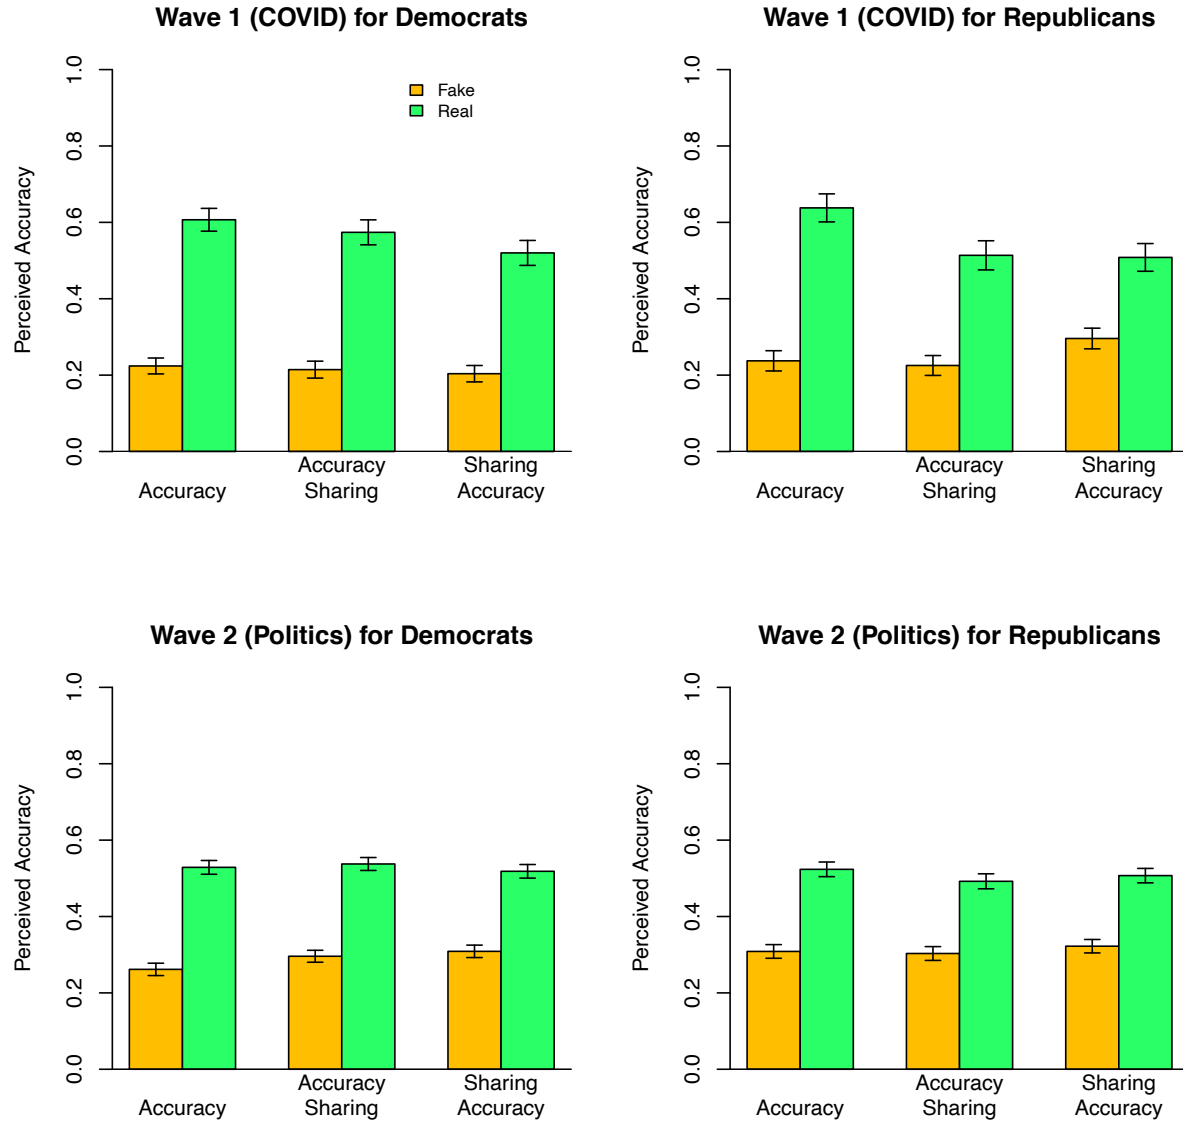 Wave 1 (COVID) for Democrats
Perceived Accuracy
1.0
0.8
0.6
0.4
0.2
0.0
Fake
Real
Accuracy
Accuracy
Sharing
Sharing
Accuracy
Wave 1 (COVID) for Republicans
Perceived Accuracy
1.0
0.8
0.6
0.4
0.2
0.0
Accuracy
Accuracy
Sharing
Sharing
Accuracy
Wave 2 (Politics) for Democrats
Perceived Accuracy
1.0
0.8
0.6
0.4
0.2
0.0
Accuracy
Accuracy
Sharing
Sharing
Accuracy
Wave 2 (Politics) for Republicans
Perceived Accuracy
1.0
0.8
0.6
0.4
0.2
0.0
Accuracy
Accuracy
Sharing
Sharing
Accuracy